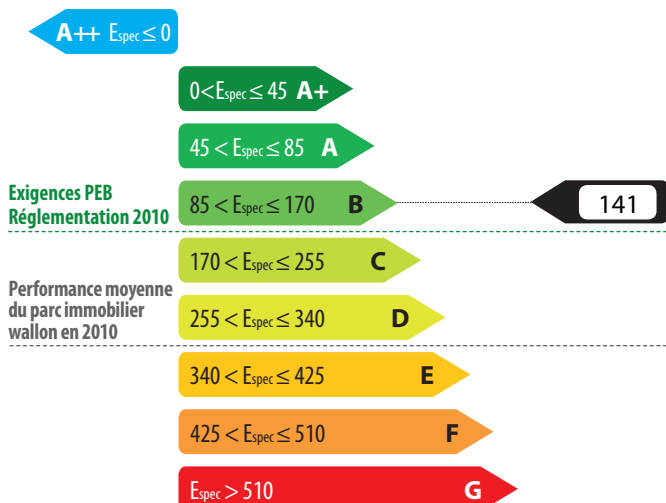 A++ Espec ≤ 0
0<Espec ≤ 45 A+
45 < Espec ≤ 85 A
Exigences PEB
Réglementation 2010
85 < Espec ≤ 170 B
141
170 < Espec ≤ 255 C
Performance moyenne
du parc immobilier
wallon en 2010
255 < Espec ≤ 340 D
340 < Espec ≤ 425 E
425 < Espec ≤ 510 F
Espec > 510 G